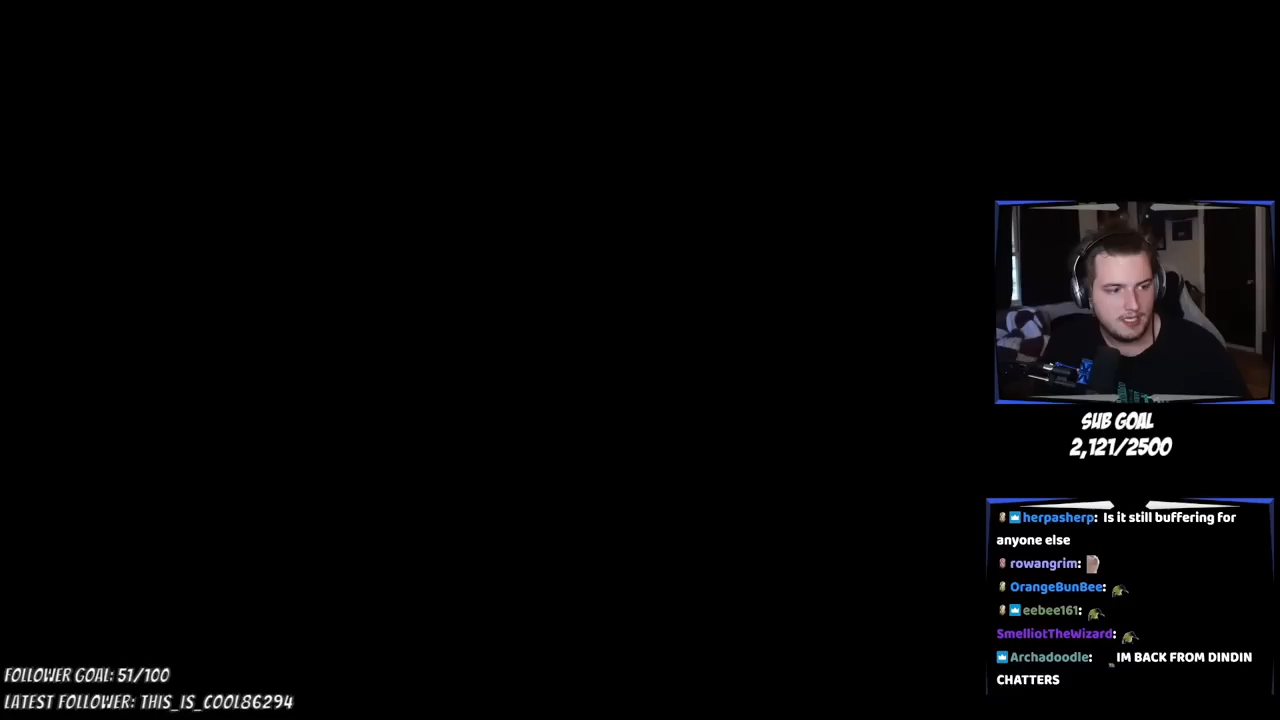 SUB GOAL
2,121/2500
herpasherp: Is it still buffering for
anyone else
rowangrim:
OrangeBunBee:
eebee161:
SmelliotTheWizard:
Archadoodle: IM BACK FROM DINDIN
CHATTERS
FOLLOWER GOAL: 51/100
LATEST FOLLOWER: THIS_IS_COOL86294